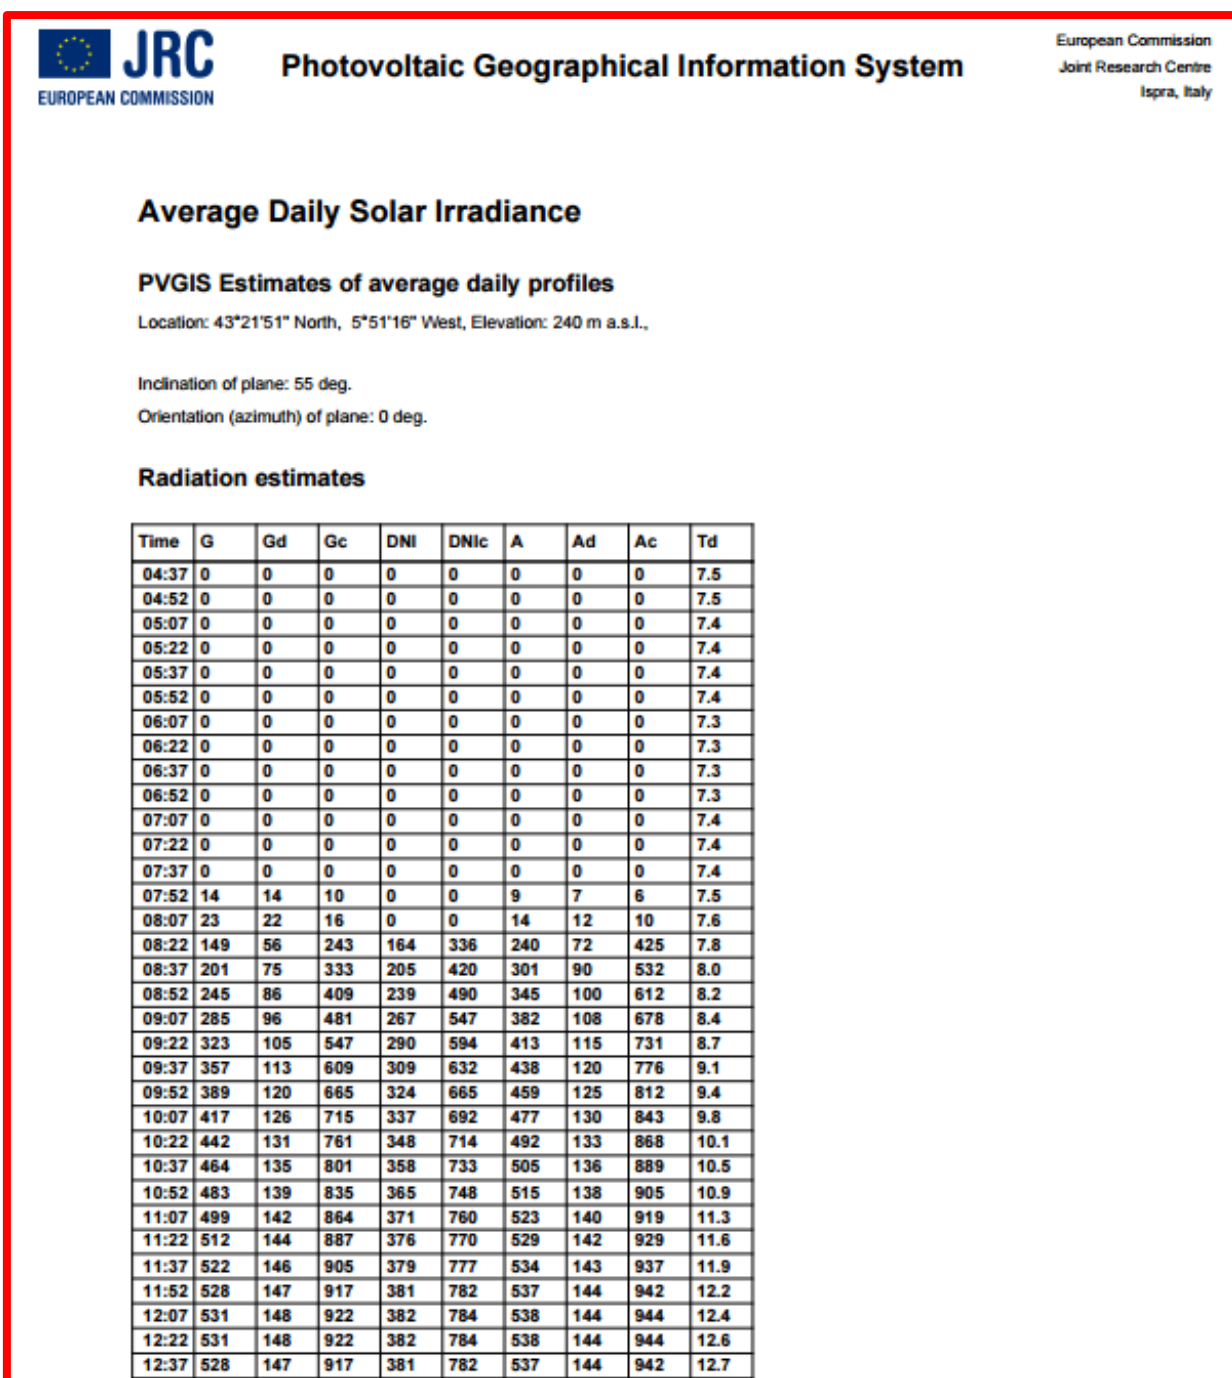 JRC
EUROPEAN COMMISSION
Photovoltaic Geographical Information System
European Commission
Joint Research Centre
Ispra, Italy
Average Daily Solar Irradiance
PVGIS Estimates of average daily profiles
Location: 43°21'51" North,  5°51'16" West, Elevation: 240 m a.s.l.,
Inclination of plane: 55 deg.
Orientation (azimuth) of plane: 0 deg.
Radiation estimates
Time G Gd Gc DNI DNIc A Ad Ac Td
04:37 0 0 0 0 0 0 0 0 7.5
04:52 0 0 0 0 0 0 0 0 7.5
05:07 0 0 0 0 0 0 0 0 7.4
05:22 0 0 0 0 0 0 0 0 7.4
05:37 0 0 0 0 0 0 0 0 7.4
05:52 0 0 0 0 0 0 0 0 7.4
06:07 0 0 0 0 0 0 0 0 7.3
06:22 0 0 0 0 0 0 0 0 7.3
06:37 0 0 0 0 0 0 0 0 7.3
06:52 0 0 0 0 0 0 0 0 7.3
07:07 0 0 0 0 0 0 0 0 7.4
07:22 0 0 0 0 0 0 0 0 7.4
07:37 0 0 0 0 0 0 0 0 7.4
07:52 14 14 10 0 0 9 7 6 7.5
08:07 23 22 16 0 0 14 12 10 7.6
08:22 149 56 243 164 336 240 72 425 7.8
08:37 201 75 333 205 420 301 90 532 8.0
08:52 245 86 409 239 490 345 100 612 8.2
09:07 285 96 481 267 547 382 108 678 8.4
09:22 323 105 547 290 594 413 115 731 8.7
09:37 357 113 609 309 632 438 120 776 9.1
09:52 389 120 665 324 665 459 125 812 9.4
10:07 417 126 715 337 692 477 130 843 9.8
10:22 442 131 761 348 714 492 133 868 10.1
10:37 464 135 801 358 733 505 136 889 10.5
10:52 483 139 835 365 748 515 138 905 10.9
11:07 499 142 864 371 760 523 140 919 11.3
11:22 512 144 887 376 770 529 142 929 11.6
11:37 522 146 905 379 777 534 143 937 11.9
11:52 528 147 917 381 782 537 144 942 12.2
12:07 531 148 922 382 784 538 144 944 12.4
12:22 531 148 922 382 784 538 144 944 12.6
12:37 528 147 917 381 782 537 144 942 12.7